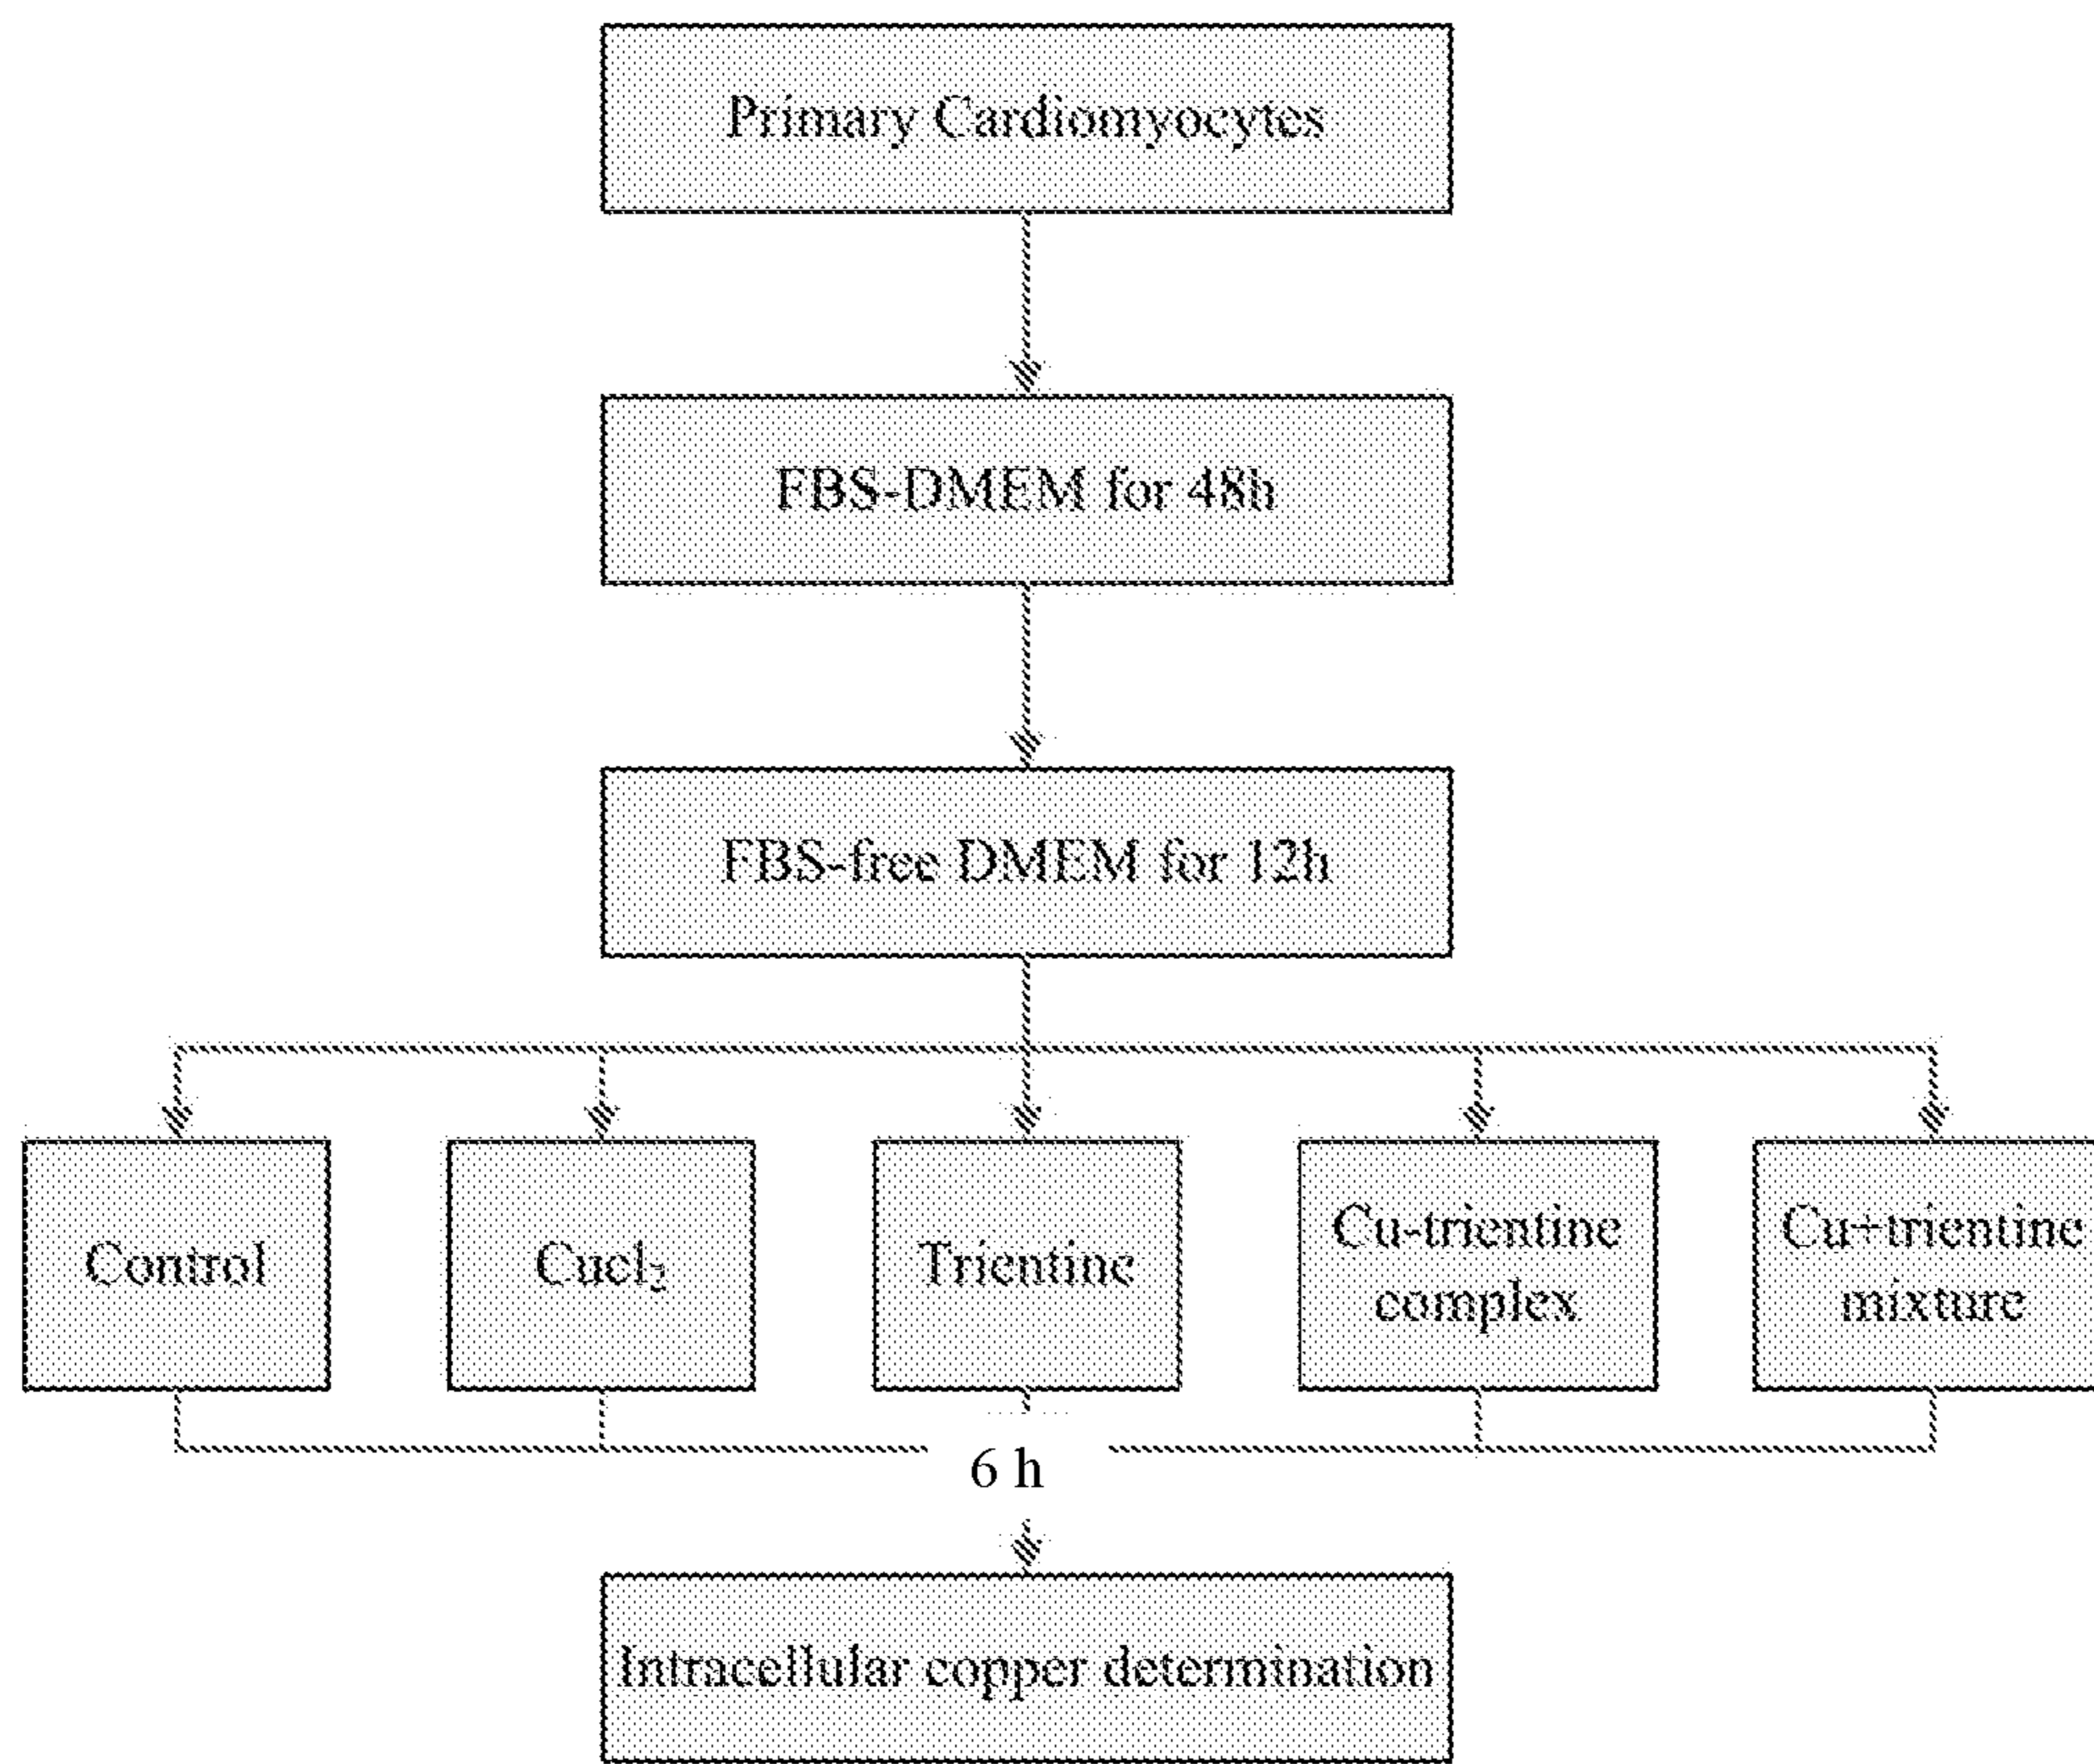 Primary Cardiomyocytes
FBS-DMEM for 48h
FBS-free DMEM for 12h
Control
Cucl₂
Trientine
Cu-trientine
complex
Cu+trientine
mixture
6 h
Intracellular copper determination